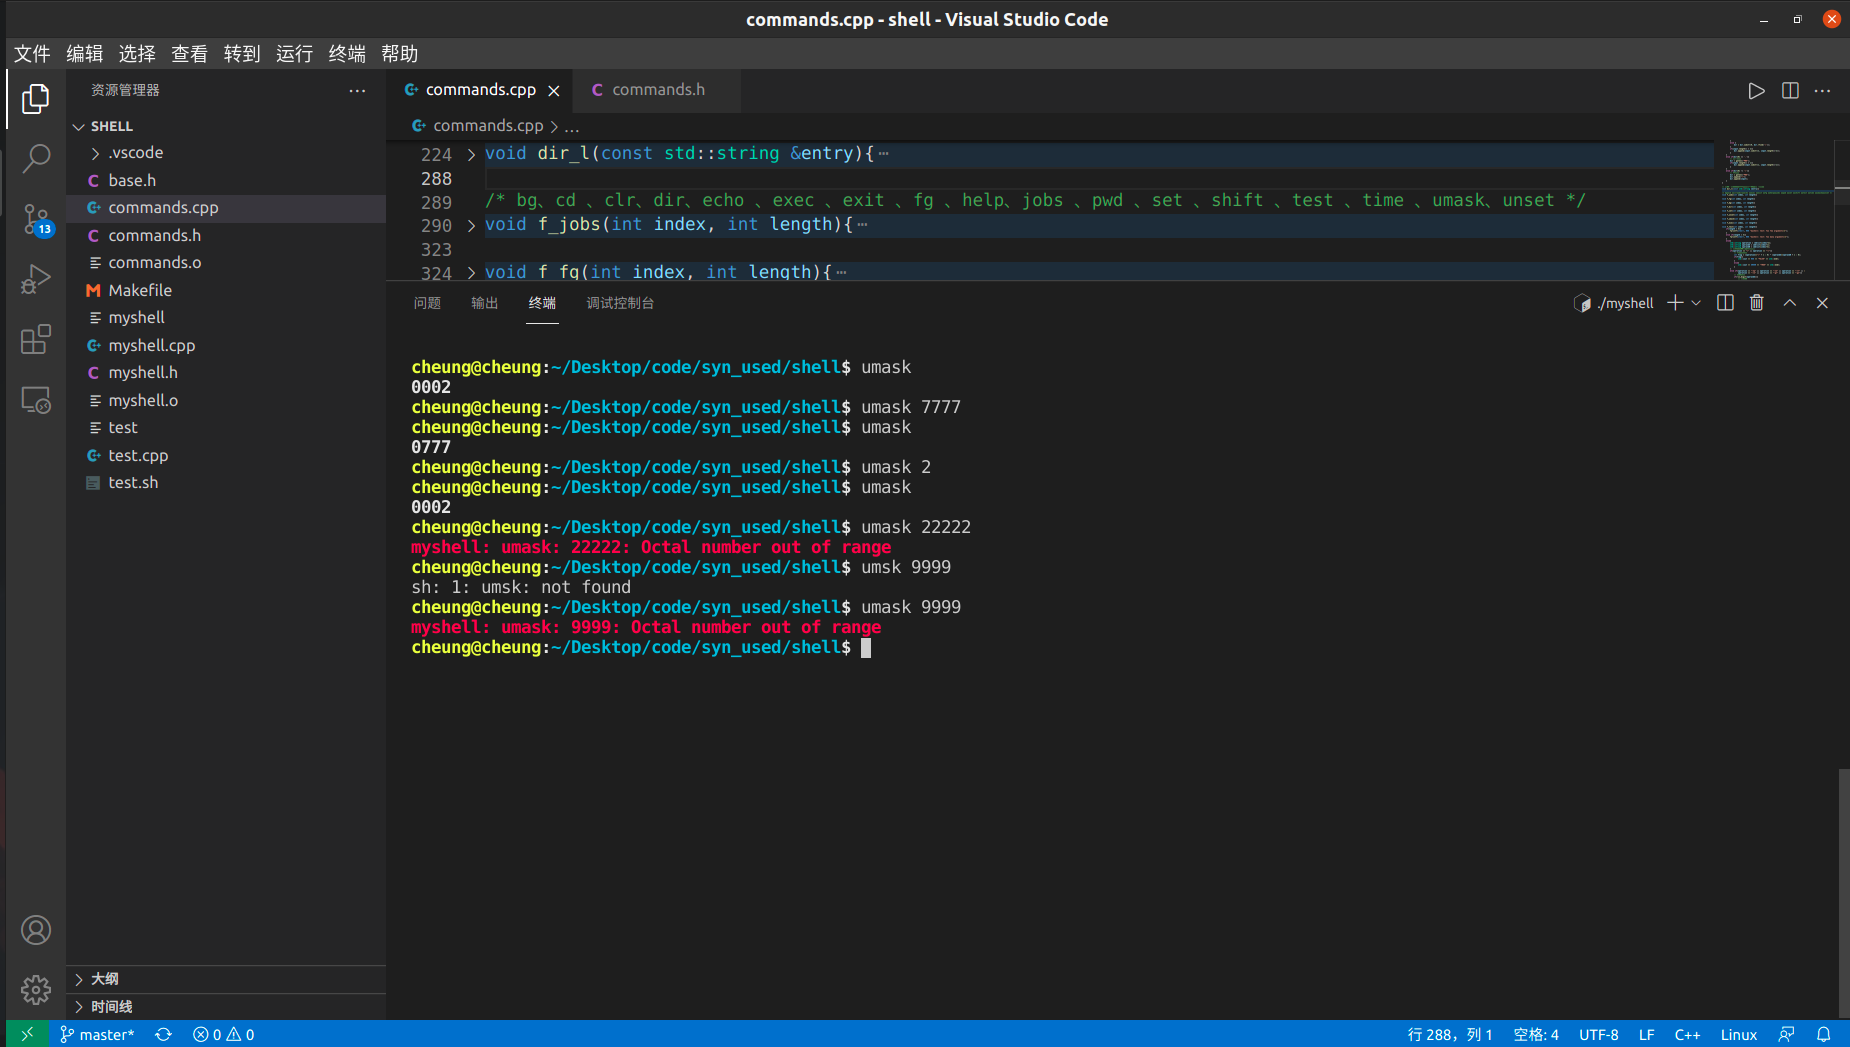 commands.cpp - shell - Visual Studio Code
文件 编辑 选择 查看 转到 运行 终端 帮助
资源管理器
SHELL
.vscode
base.h
commands.cpp
commands.h
commands.o
Makefile
myshell
myshell.cpp
myshell.h
myshell.o
test
test.cpp
test.sh
大纲
时间线
13
commands.cpp
commands.h
commands.cpp > ...
224 void dir_l(const std::string &entry){⋯
288
289 /* bg、cd 、clr、dir、echo 、exec 、exit 、fg 、help、jobs 、pwd 、set 、shift 、test 、time 、umask、unset */
290 void f_jobs(int index, int length){⋯
323
324 void f_fg(int index, int length){⋯
问题 输出 终端 调试控制台
./myshell
cheung@cheung:~/Desktop/code/syn_used/shell$ umask
0002
cheung@cheung:~/Desktop/code/syn_used/shell$ umask 7777
cheung@cheung:~/Desktop/code/syn_used/shell$ umask
0777
cheung@cheung:~/Desktop/code/syn_used/shell$ umask 2
cheung@cheung:~/Desktop/code/syn_used/shell$ umask
0002
cheung@cheung:~/Desktop/code/syn_used/shell$ umask 22222
myshell: umask: 22222: Octal number out of range
cheung@cheung:~/Desktop/code/syn_used/shell$ umsk 9999
sh: 1: umsk: not found
cheung@cheung:~/Desktop/code/syn_used/shell$ umask 9999
myshell: umask: 9999: Octal number out of range
cheung@cheung:~/Desktop/code/syn_used/shell$
master* 0 0 行 288，列 1 空格: 4 UTF-8 LF C++ Linux